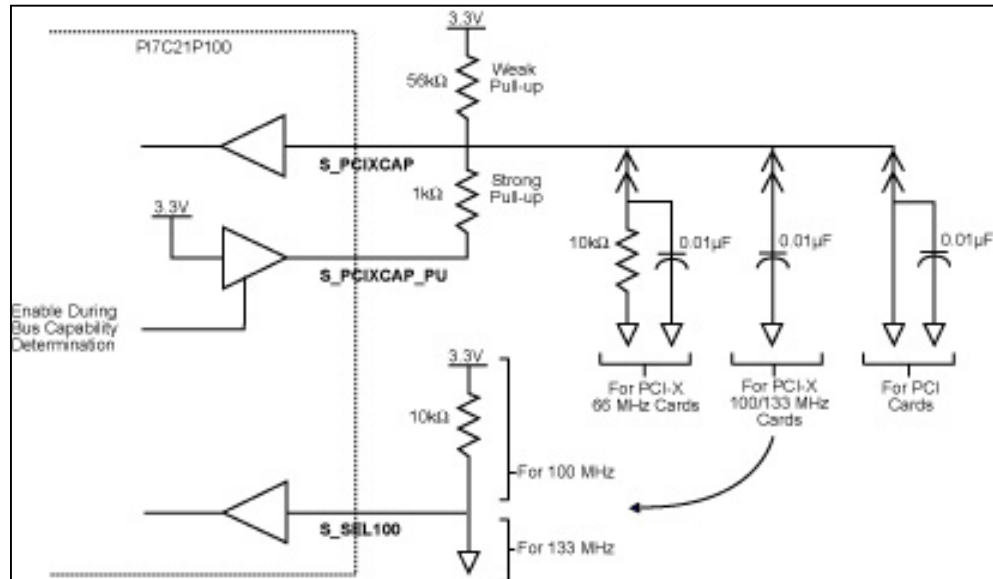 PI7C21P100
3.3V
56kΩ
Weak
Pull-up
S_PCIXCAP
1kΩ
Strong
Pull-up
3.3V
S_PCIXCAP_PU
Enable During
Bus Capability
Determination
10kΩ
0.01µF
0.01µF
0.01µF
For PCI-X
66 MHz Cards
For PCI-X
100/133 MHz
Cards
For PCI
Cards
3.3V
10kΩ
For 100 MHz
S_SEL100
For 133 MHz